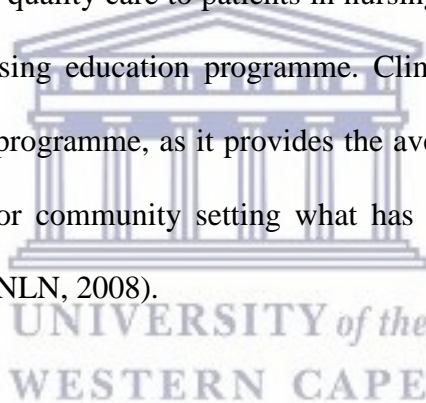 quality care to patients in nursing
sing education programme. Clin
programme, as it provides the ave
or community setting what has
NLN, 2008).
UNIVERSITY of the
WESTERN CAPE